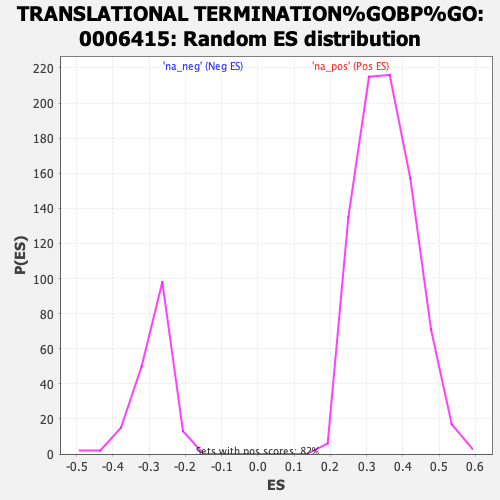 TRANSLATIONAL TERMINATION%GOBP%GO:
0006415: Random ES distribution
'na_neg' (Neg ES)
'na_pos' (Pos ES)
220
200
180
160
140
120
100
80
60
40
20
0
P(ES)
Sets with pos scores: 82%
-0.5 -0.4 -0.3 -0.2 -0.1 0.0 0.1 0.2 0.3 0.4 0.5 0.6
ES